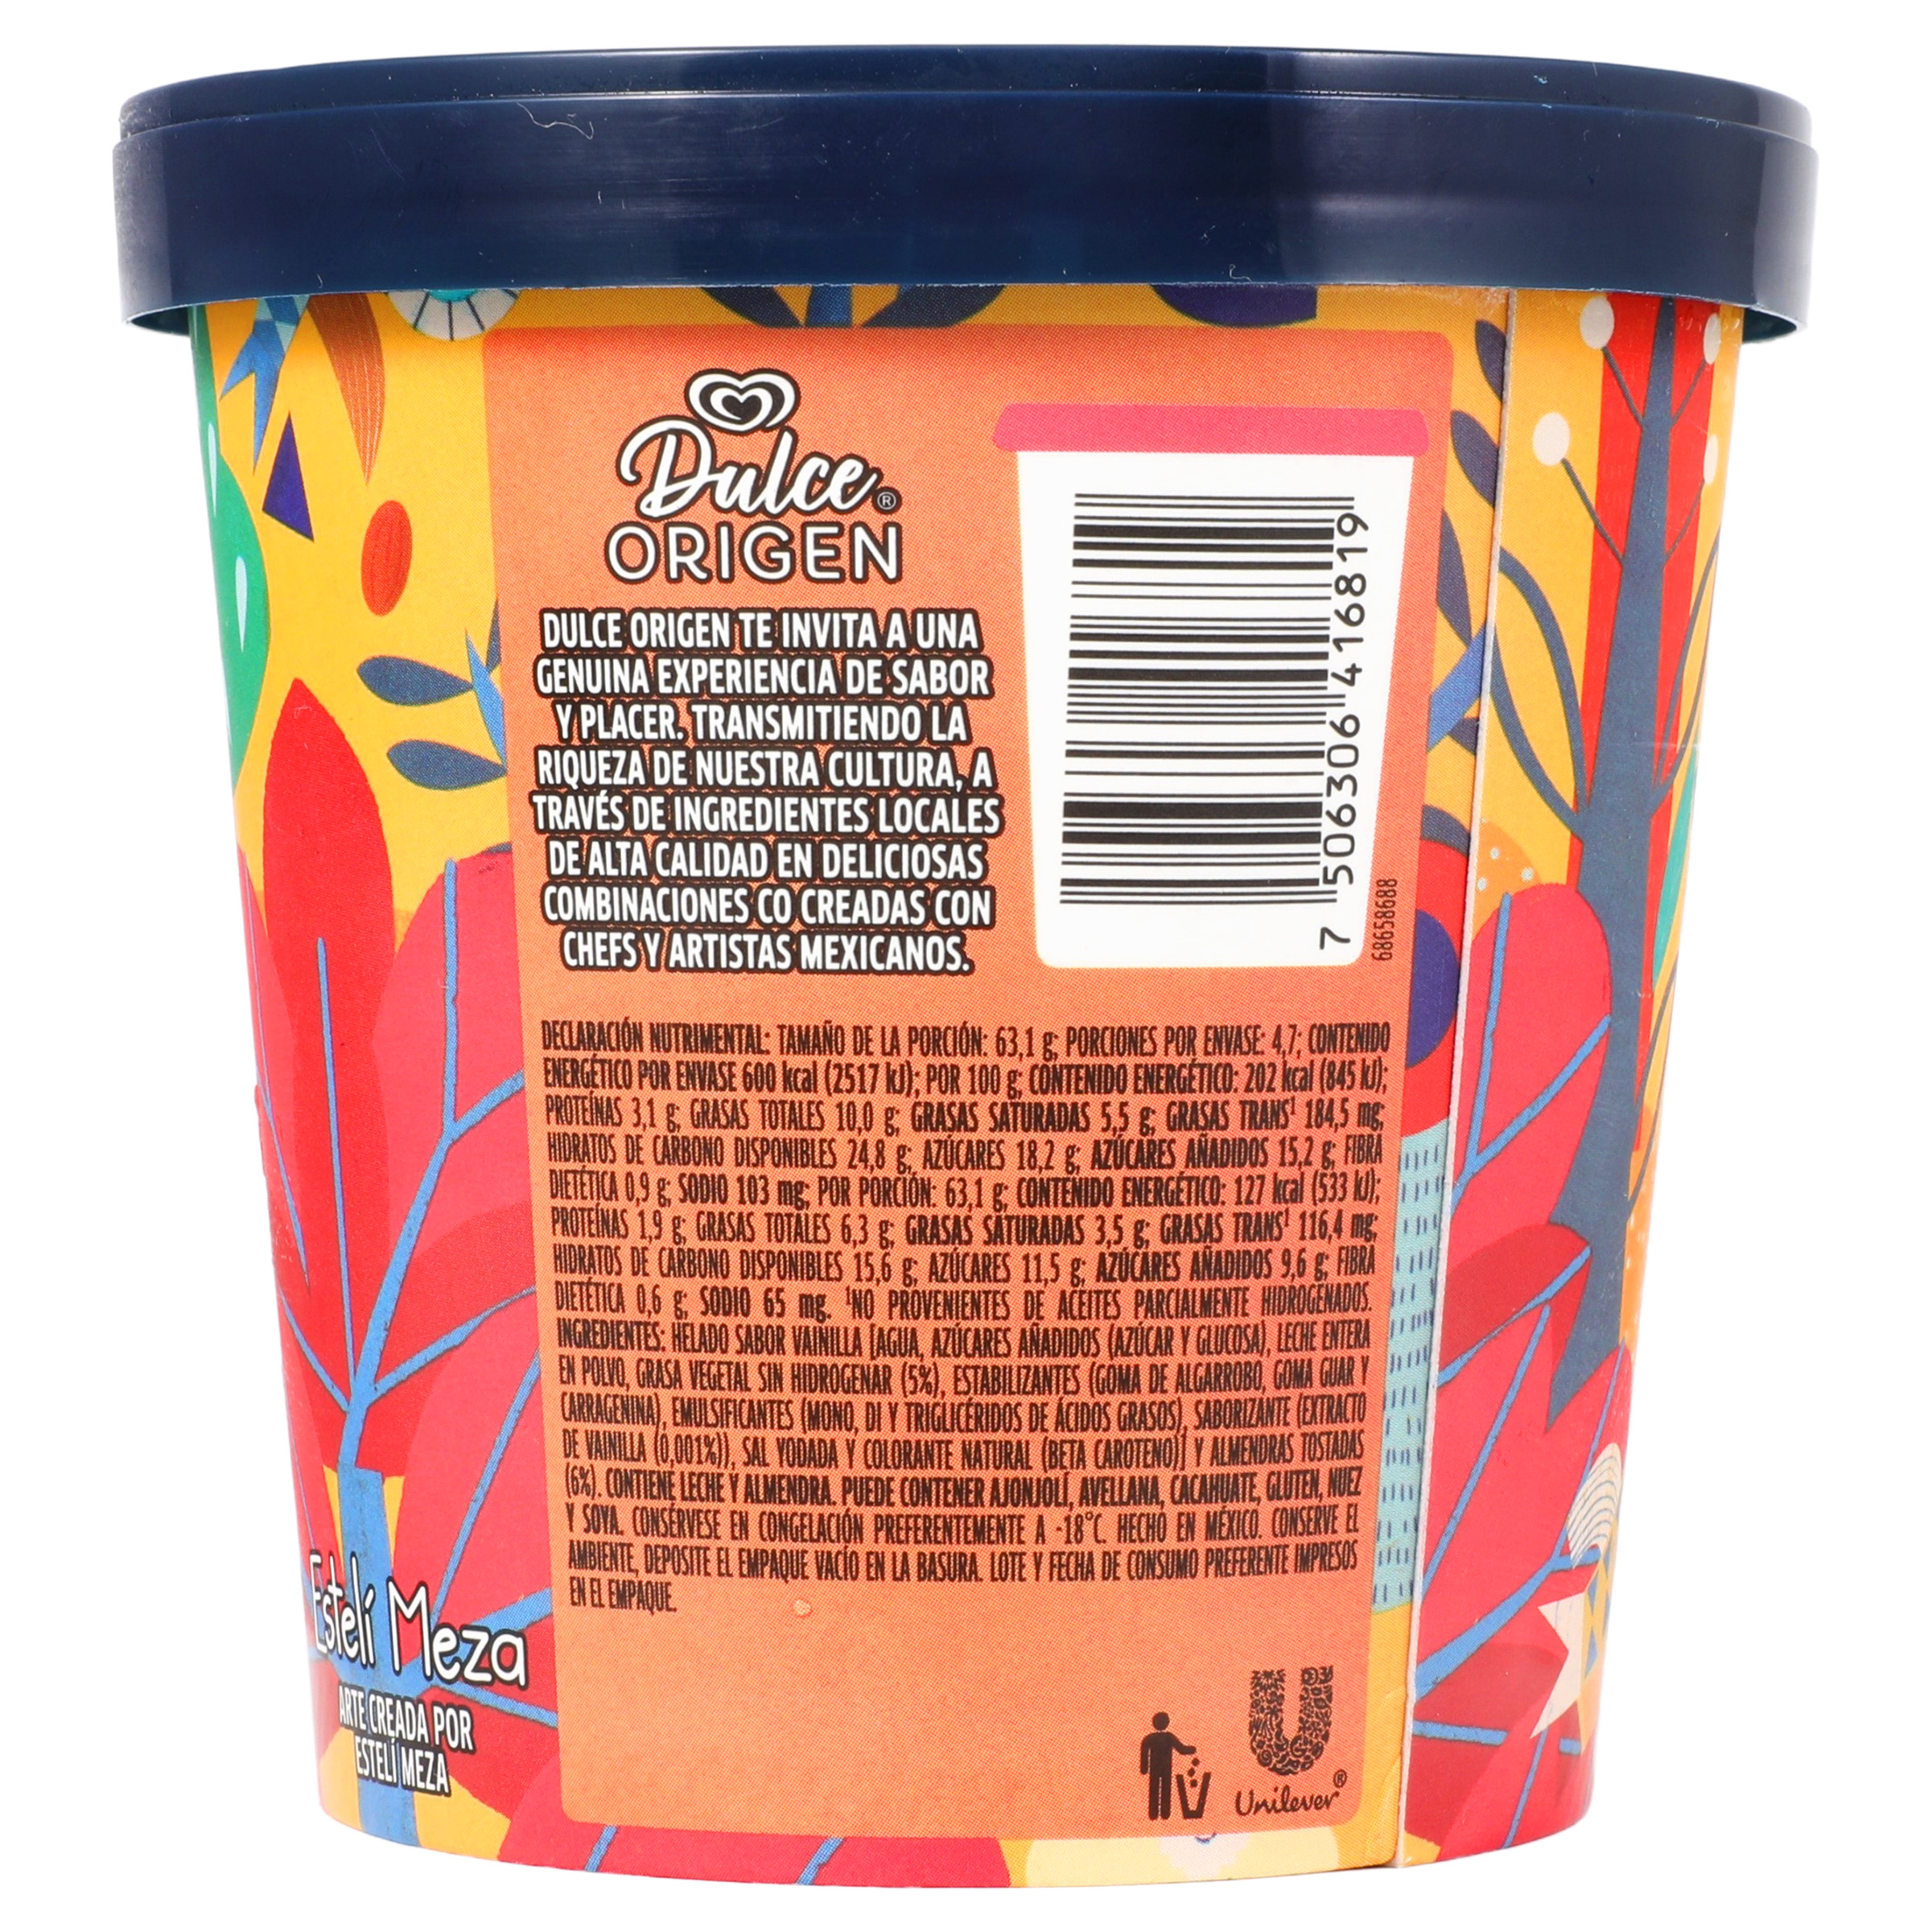 Dulce®
ORIGEN
DULCE ORIGEN TE INVITA A UNA
GENUINA EXPERIENCIA DE SABOR
Y PLACER. TRANSMITIENDO LA
RIQUEZA DE NUESTRA CULTURA, A
TRAVÉS DE INGREDIENTES LOCALES
DE ALTA CALIDAD EN DELICIOSAS
COMBINACIONES CO CREADAS CON
CHEFS Y ARTISTAS MEXICANOS.
7 506306 416819
68658688
DECLARACIÓN NUTRIMENTAL: TAMAÑO DE LA PORCIÓN: 63,1 g; PORCIONES POR ENVASE: 4,7; CONTENIDO
ENERGÉTICO POR ENVASE 600 kcal (2517 kJ); POR 100 g; CONTENIDO ENERGÉTICO: 202 kcal (845 kJ);
PROTEÍNAS 3,1 g; GRASAS TOTALES 10,0 g; GRASAS SATURADAS 5,5 g; GRASAS TRANS¹ 184,5 mg;
HIDRATOS DE CARBONO DISPONIBLES 24,8 g; AZÚCARES 18,2 g; AZÚCARES AÑADIDOS 15,2 g; FIBRA
DIETÉTICA 0,9 g; SODIO 103 mg; POR PORCIÓN: 63,1 g; CONTENIDO ENERGÉTICO: 127 kcal (533 kJ);
PROTEÍNAS 1,9 g; GRASAS TOTALES 6,3 g; GRASAS SATURADAS 3,5 g; GRASAS TRANS¹ 116,4 mg;
HIDRATOS DE CARBONO DISPONIBLES 15,6 g; AZÚCARES 11,5 g; AZÚCARES AÑADIDOS 9,6 g; FIBRA
DIETÉTICA 0,6 g; SODIO 65 mg. ¹NO PROVENIENTES DE ACEITES PARCIALMENTE HIDROGENADOS.
INGREDIENTES: HELADO SABOR VAINILLA [AGUA, AZÚCARES AÑADIDOS (AZÚCAR Y GLUCOSA), LECHE ENTERA
EN POLVO, GRASA VEGETAL SIN HIDROGENAR (5%), ESTABILIZANTES (GOMA DE ALGARROBO, GOMA GUAR Y
CARRAGENINA), EMULSIFICANTES (MONO, DI Y TRIGLICÉRIDOS DE ÁCIDOS GRASOS), SABORIZANTE (EXTRACTO
DE VAINILLA (0,001%)), SAL YODADA Y COLORANTE NATURAL (BETA CAROTENO)] Y ALMENDRAS TOSTADAS
(6%). CONTIENE LECHE Y ALMENDRA. PUEDE CONTENER AJONJOLÍ, AVELLANA, CACAHUATE, GLUTEN, NUEZ
Y SOYA. CONSÉRVESE EN CONGELACIÓN PREFERENTEMENTE A -18°C. HECHO EN MÉXICO. CONSERVE EL
AMBIENTE, DEPOSITE EL EMPAQUE VACÍO EN LA BASURA. LOTE Y FECHA DE CONSUMO PREFERENTE IMPRESOS
EN EL EMPAQUE.
Estelí Meza
ARTE CREADA POR
ESTELÍ MEZA
Unilever®